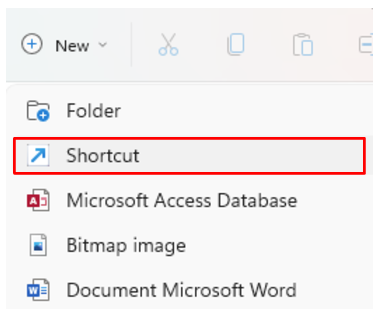 New
Folder
Shortcut
Microsoft Access Database
Bitmap image
Document Microsoft Word